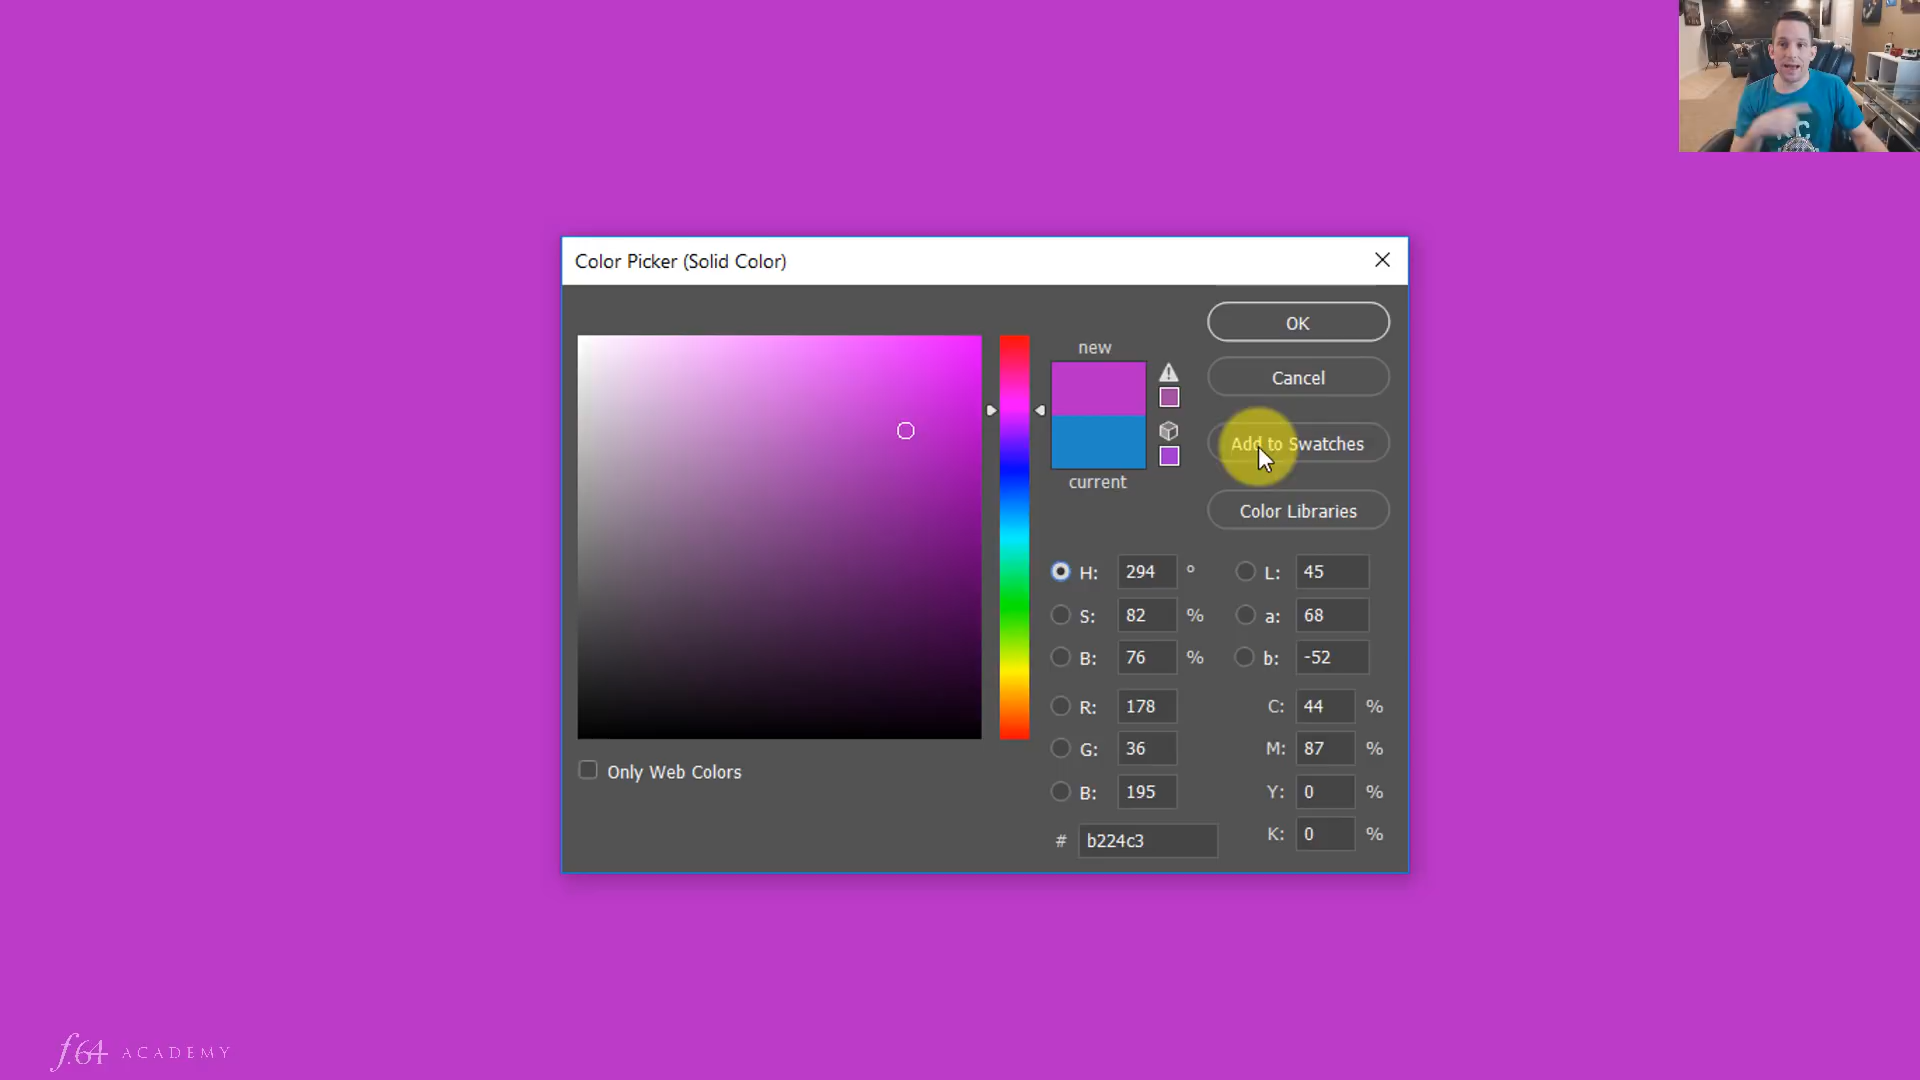 Color Picker (Solid Color)
new
current
OK
Cancel
Add to Swatches
Color Libraries
H: 294 °
S: 82 %
B: 76 %
R: 178
G: 36
B: 195
# b224c3
L: 45
a: 68
b: -52
C: 44 %
M: 87 %
Y: 0 %
K: 0 %
Only Web Colors
f.64 ACADEMY